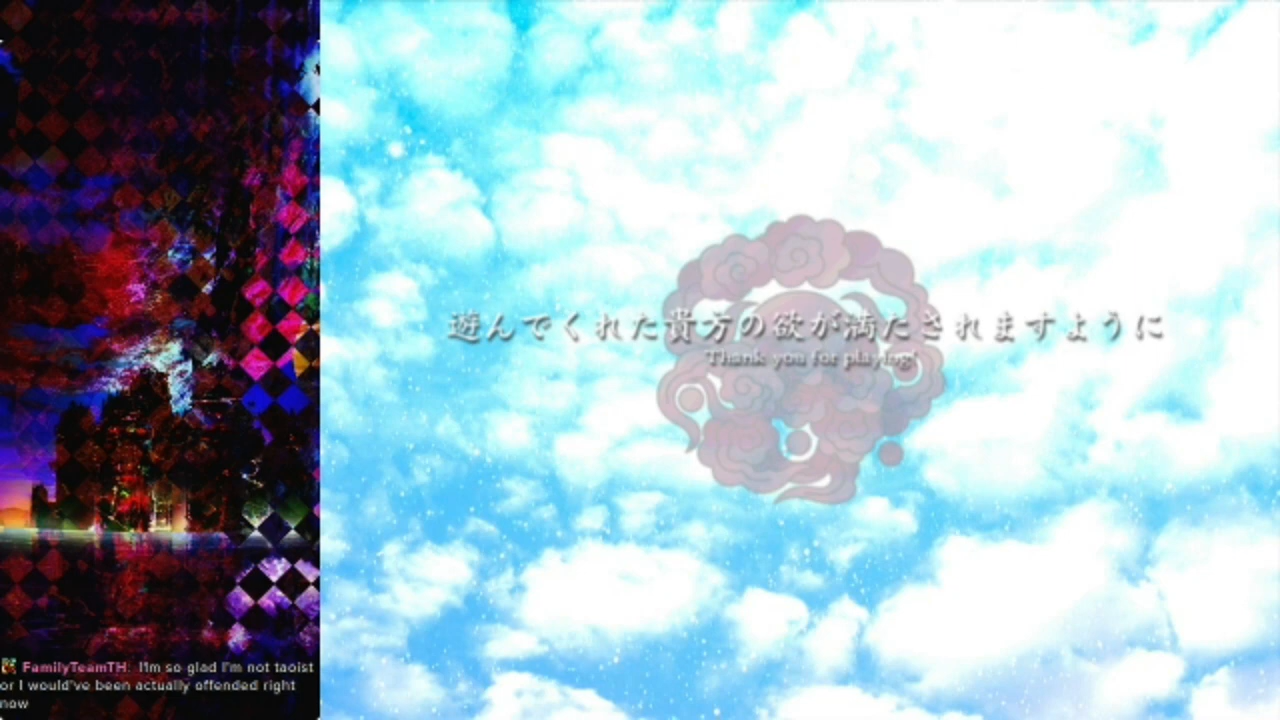 遊んでくれた貴方の欲が満たされますように
Thank you for playing!
FamilyTeamTH: I'm so glad I'm not taoist
or I would've been actually offended right
now